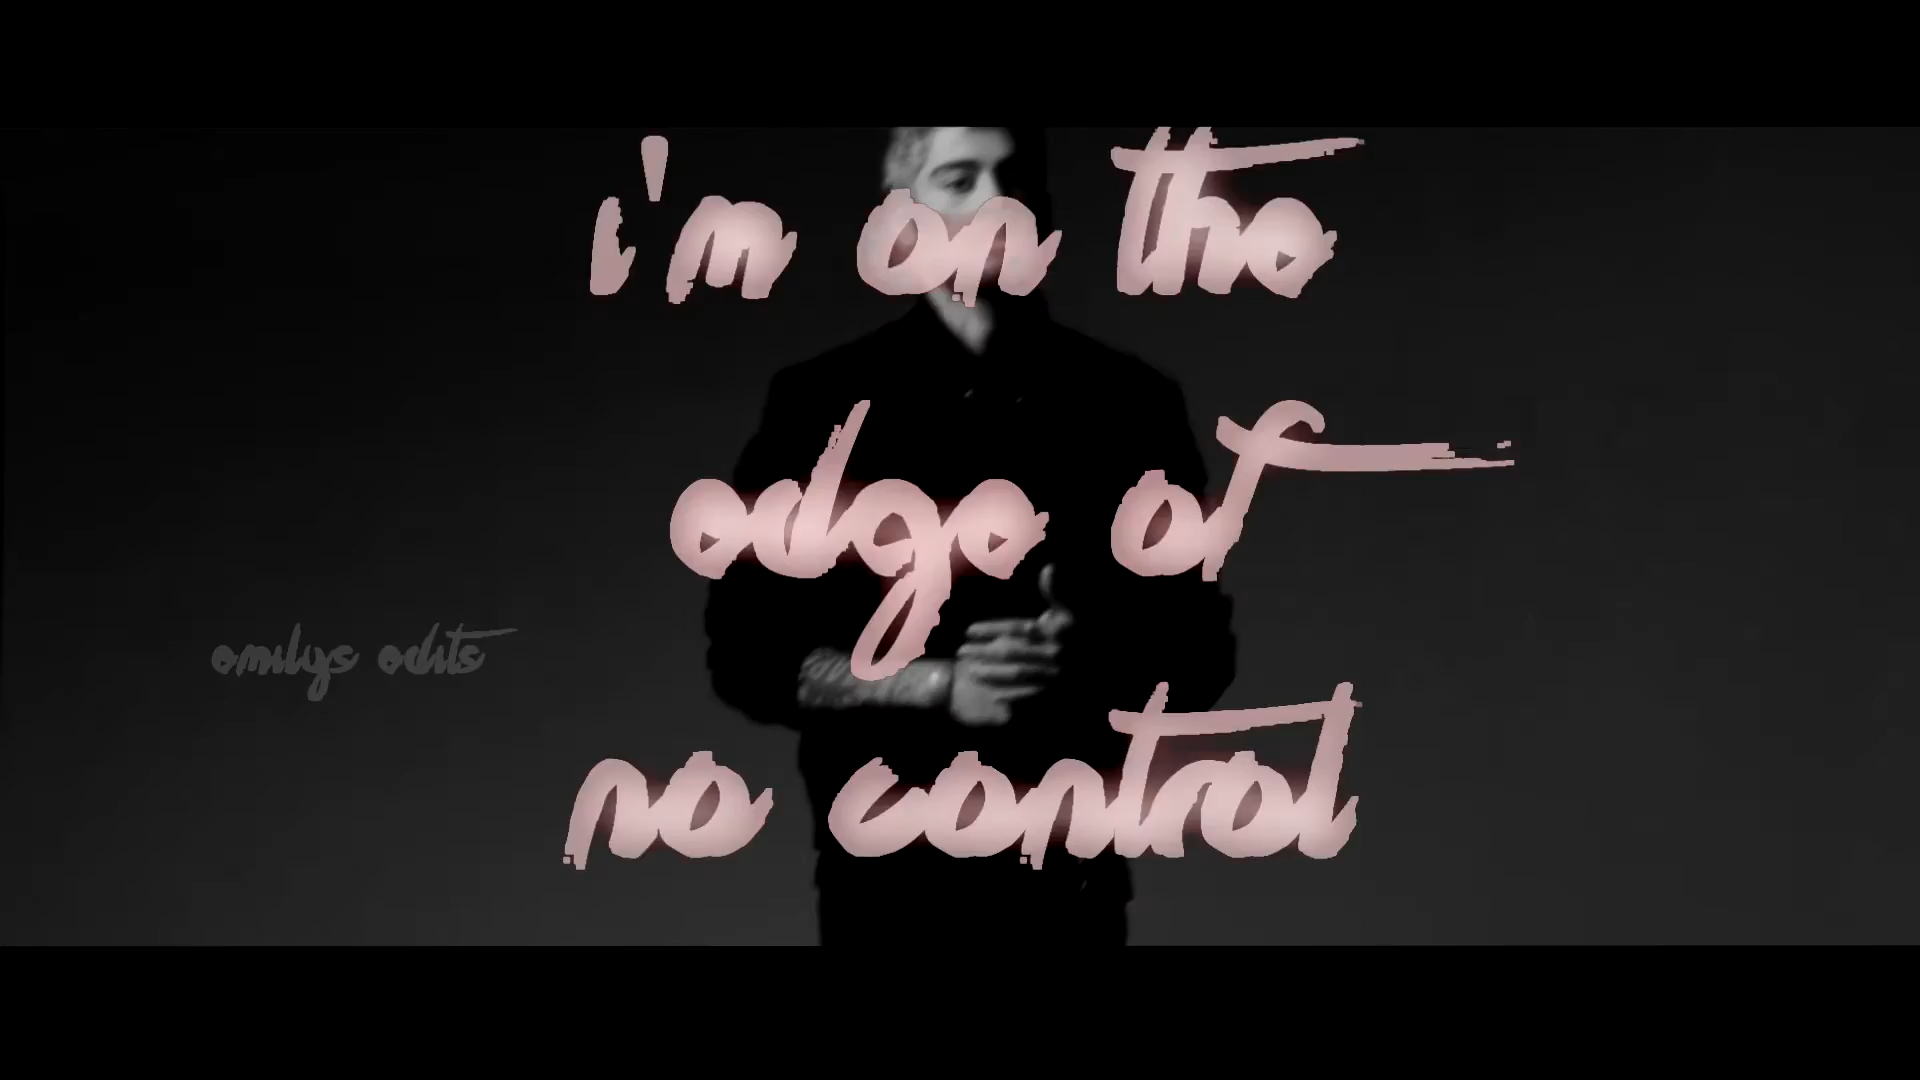 i'm on the
edge of
emilys edits
no control